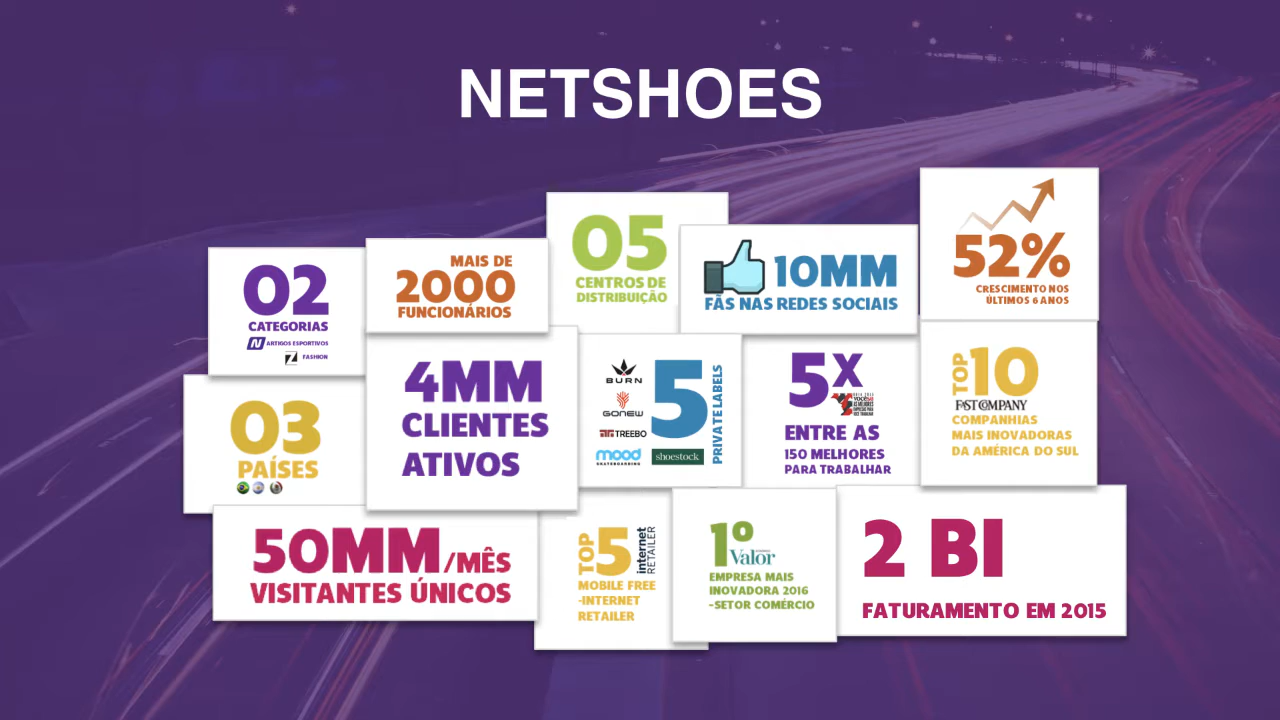 NETSHOES
02
CATEGORIAS
N ARTIGOS ESPORTIVOS
Z FASHION
MAIS DE
2000
FUNCIONÁRIOS
05
CENTROS DE
DISTRIBUIÇÃO
10MM
FÃS NAS REDES SOCIAIS
52%
CRESCIMENTO NOS
ÚLTIMOS 6 ANOS
03
PAÍSES
4MM
CLIENTES
ATIVOS
BURN
GONEW
TREEBO
mood
SKATEBOARDING
shoestock
5
PRIVATE LABELS
5X
ENTRE AS
150 MELHORES
PARA TRABALHAR
TOP 10
FAST COMPANY
COMPANHIAS
MAIS INOVADORAS
DA AMÉRICA DO SUL
50MM/MÊS
VISITANTES ÚNICOS
TOP 5
internet
RETAILER
MOBILE FREE
-INTERNET
RETAILER
1º
Valor
EMPRESA MAIS
INOVADORA 2016
-SETOR COMÉRCIO
2 BI
FATURAMENTO EM 2015